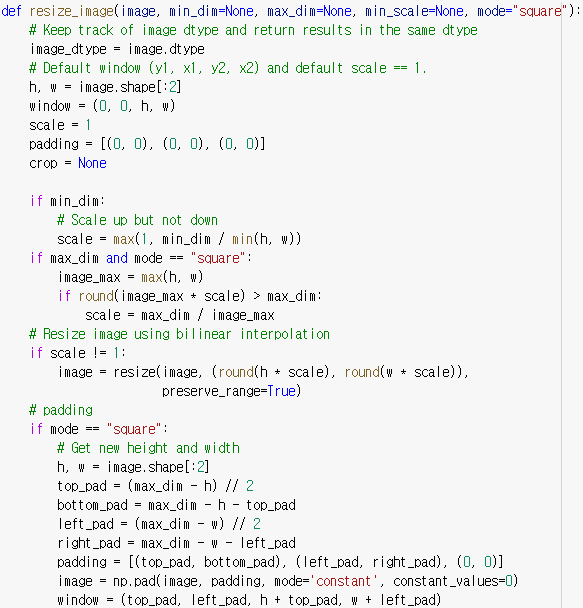 def resize_image(image, min_dim=None, max_dim=None, min_scale=None, mode="square"):
    # Keep track of image dtype and return results in the same dtype
    image_dtype = image.dtype
    # Default window (y1, x1, y2, x2) and default scale == 1.
    h, w = image.shape[:2]
    window = (0, 0, h, w)
    scale = 1
    padding = [(0, 0), (0, 0), (0, 0)]
    crop = None

    if min_dim:
        # Scale up but not down
        scale = max(1, min_dim / min(h, w))
    if max_dim and mode == "square":
        image_max = max(h, w)
        if round(image_max * scale) > max_dim:
            scale = max_dim / image_max
    # Resize image using bilinear interpolation
    if scale != 1:
        image = resize(image, (round(h * scale), round(w * scale)),
                       preserve_range=True)
    # padding
    if mode == "square":
        # Get new height and width
        h, w = image.shape[:2]
        top_pad = (max_dim - h) // 2
        bottom_pad = max_dim - h - top_pad
        left_pad = (max_dim - w) // 2
        right_pad = max_dim - w - left_pad
        padding = [(top_pad, bottom_pad), (left_pad, right_pad), (0, 0)]
        image = np.pad(image, padding, mode='constant', constant_values=0)
        window = (top_pad, left_pad, h + top_pad, w + left_pad)